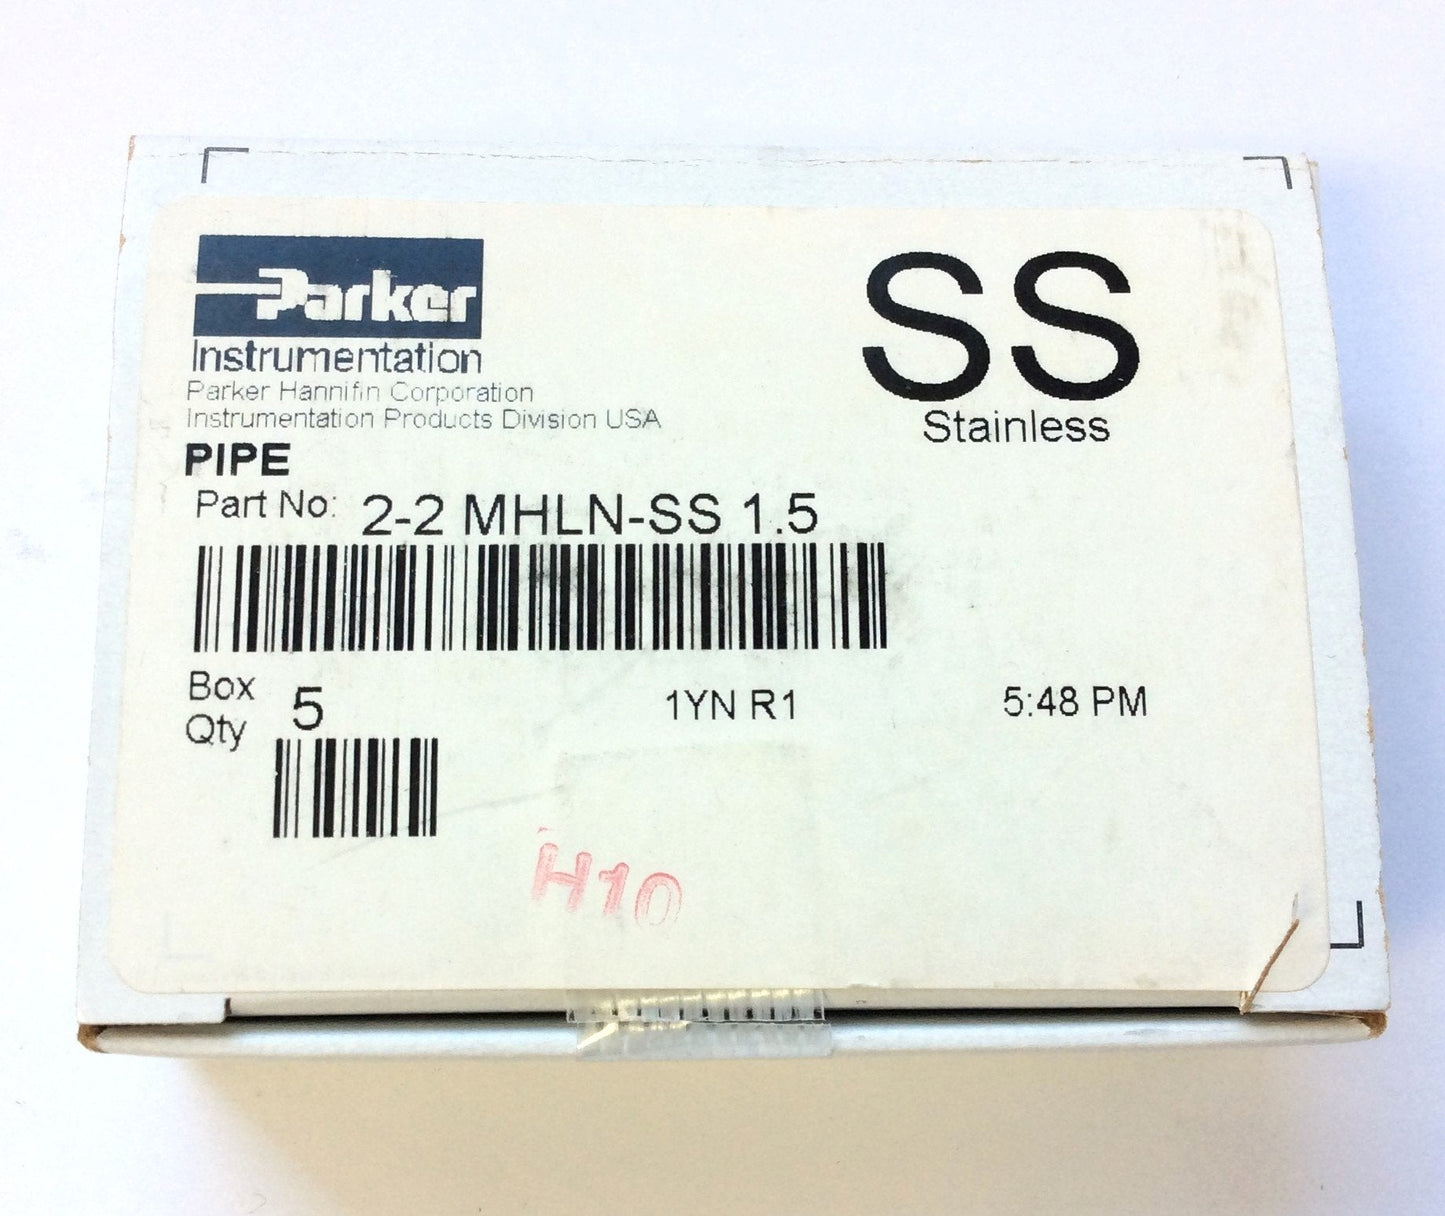 Parker
Instrumentation
Parker Hannifin Corporation
Instrumentation Products Division USA
SS
Stainless
PIPE
Part No: 2-2 MHLN-SS 1.5
Box Qty 5
1YN R1
5:48 PM
H10